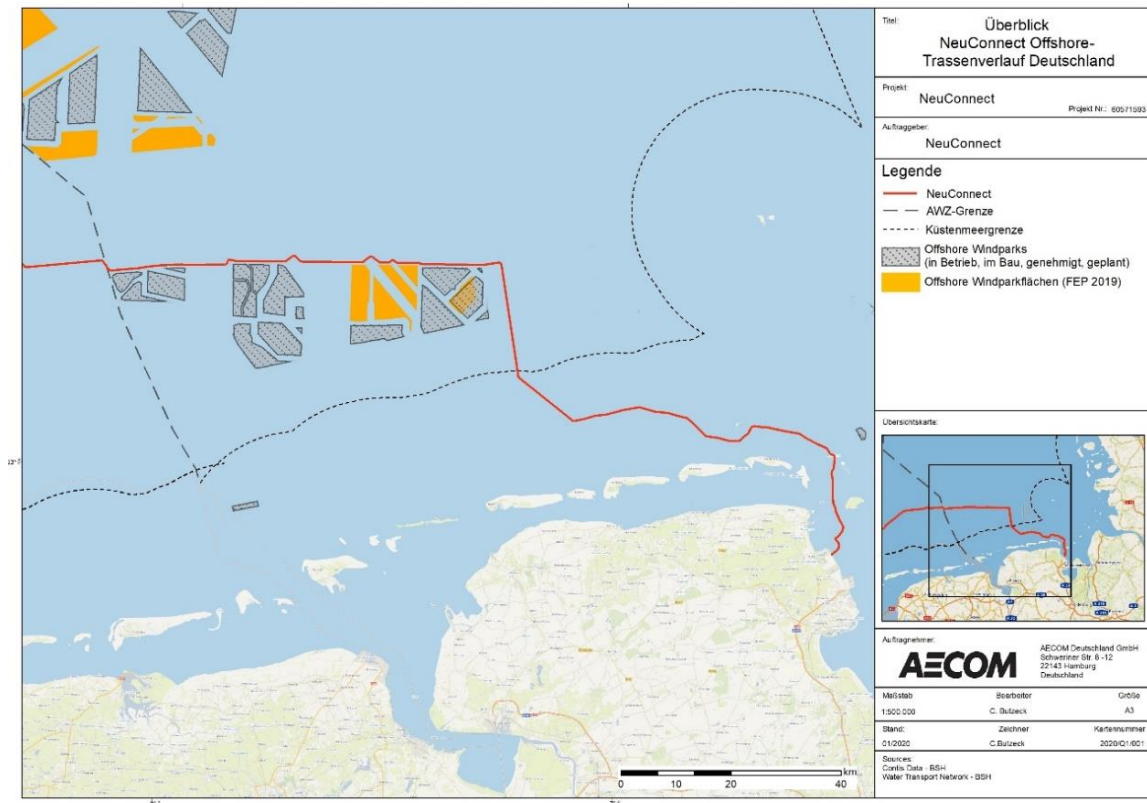 Titel:
Überblick
NeuConnect Offshore-
Trassenverlauf Deutschland
Projekt:
NeuConnect
Projekt Nr.: 60571593
Auftraggeber:
NeuConnect
Legende
NeuConnect
AWZ-Grenze
Küstenmeergrenze
Offshore Windparks
(in Betrieb, im Bau, genehmigt, geplant)
Offshore Windparkflächen (FEP 2019)
Übersichtskarte:
Auftragnehmer:
AECOM
AECOM Deutschland GmbH
Schweriner Str. 6 -12
22143 Hamburg
Deutschland
Maßstab Bearbeiter Größe
1:500.000 C. Butzeck A3
Stand: Zeichner Kartennummer
01/2020 C.Butzeck 2020/Q1/001
Sources:
Contis Data - BSH
Water Transport Network - BSH
km
0 10 20 40